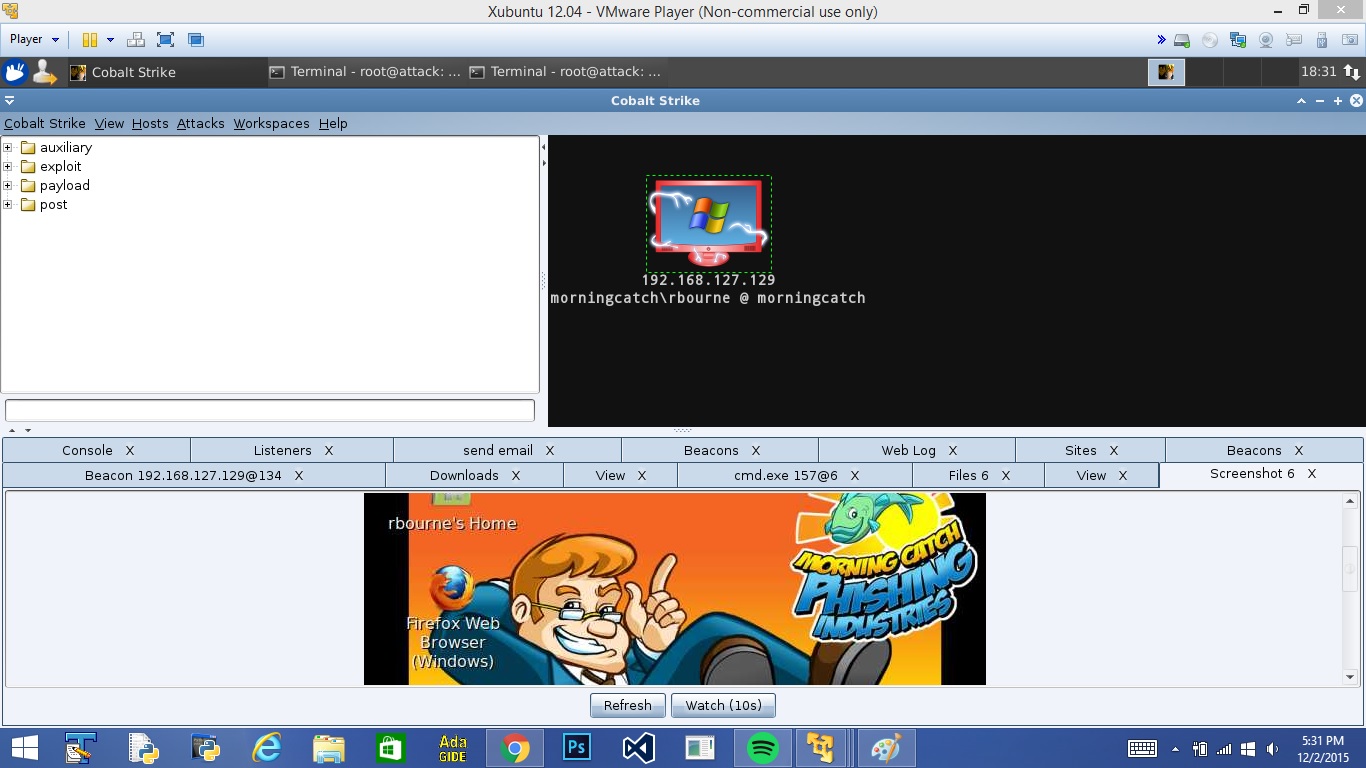 Xubuntu 12.04 - VMware Player (Non-commercial use only)
Player
Cobalt Strike
Terminal - root@attack: ...
Terminal - root@attack: ...
18:31
Cobalt Strike
Cobalt Strike View Hosts Attacks Workspaces Help
auxiliary
exploit
payload
post
192.168.127.129
morningcatch\rbourne @ morningcatch
Console X
Listeners X
send email X
Beacons X
Web Log X
Sites X
Beacons X
Beacon 192.168.127.129@134 X
Downloads X
View X
cmd.exe 157@6 X
Files 6 X
View X
Screenshot 6 X
rbourne's Home
Firefox Web
Browser
(Windows)
MORNING CATCH
PHISHING
INDUSTRIES
Refresh
Watch (10s)
Ada
GIDE
Ps
5:31 PM
12/2/2015